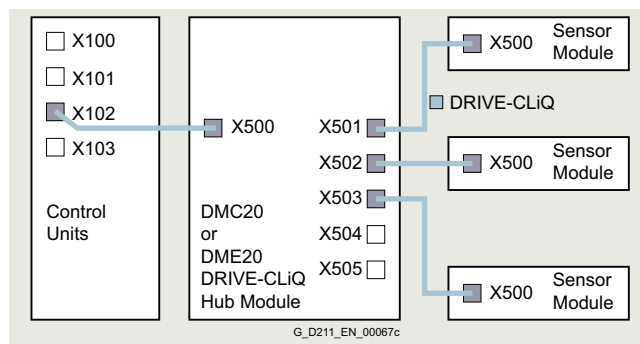 X100
X101
X102
X103
Control
Units
X500
X501
X502
X503
X504
X505
DMC20
or
DME20
DRIVE-CLiQ
Hub Module
X500
Sensor
Module
DRIVE-CLiQ
X500
Sensor
Module
X500
Sensor
Module
G_D211_EN_00067c